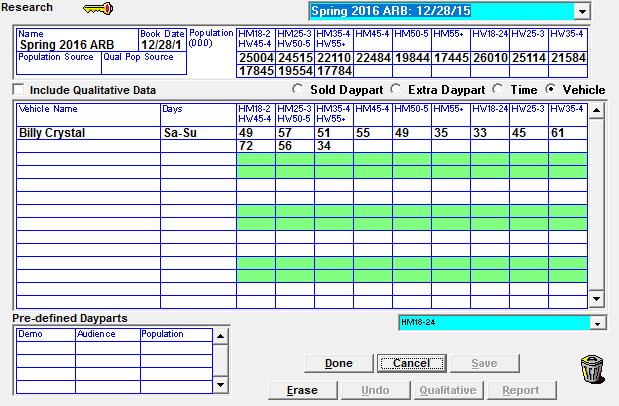 Research
Spring 2016 ARB: 12/28/15
Name
Spring 2016 ARB
Book Date
12/28/1
Population
(000)
Population Source
Qual Pop Source
HM18-2 HM25-3 HM35-4 HM45-4 HM50-5 HM55+ HW18-24 HW25-3 HW35-4
HW45-4 HW50-5 HW55+
25004 24515 22110 22484 19844 17445 26010 25114 21584
17845 19554 17784
Include Qualitative Data
Sold Daypart Extra Daypart Time Vehicle
Vehicle Name Days HM18-2 HM25-3 HM35-4 HM45-4 HM50-5 HM55+ HW18-24 HW25-3 HW35-4
HW45-4 HW50-5 HW55+
Billy Crystal Sa-Su 49 57 51 55 49 35 33 45 61
72 56 34
Pre-defined Dayparts
Demo Audience Population
HM18-24
Done Cancel Save
Erase Undo Qualitative Report